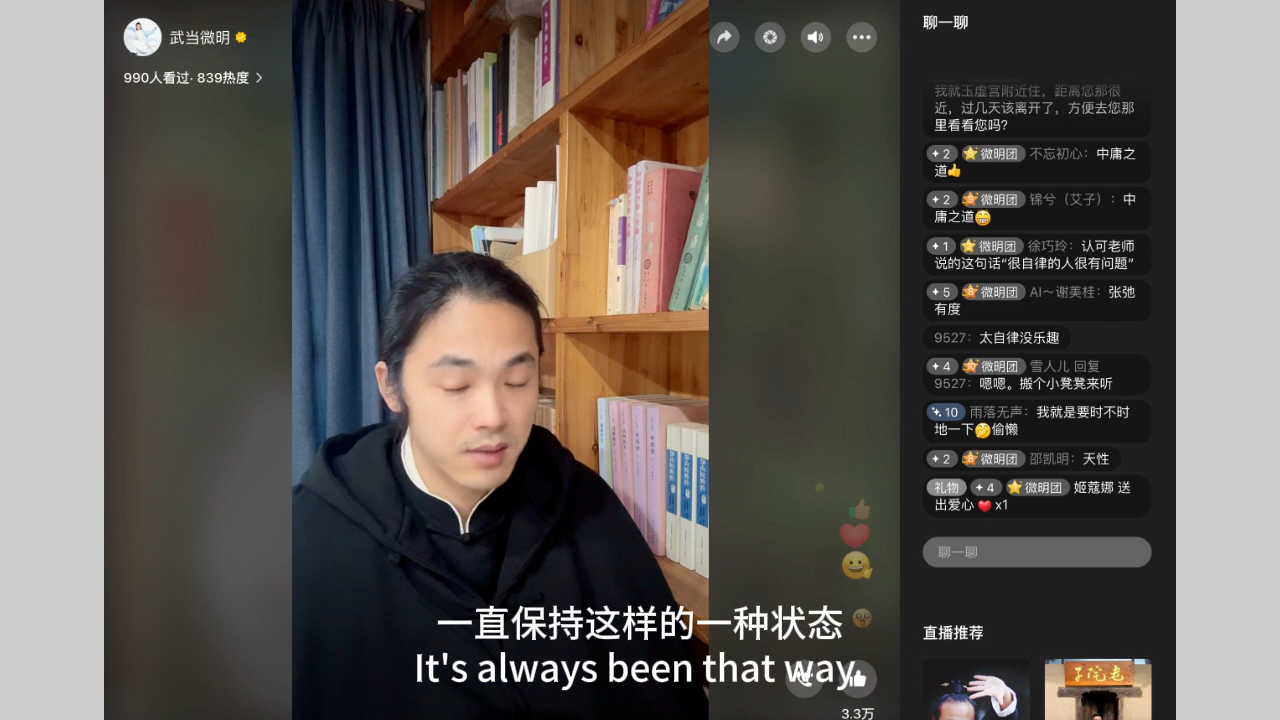 武当微明
990人看过· 839热度
聊一聊
我就玉虚宫附近住，距离您那很
近，过几天该离开了，方便去您那
里看看您吗?
2 微明团 不忘初心：中庸之
道👍
2 微明团 锦兮（艾子）：中
庸之道😁
1 微明团 徐巧玲：认可老师
说的这句话“很自律的人很有问题”
5 微明团 AI～谢美桂：张弛
有度
9527：太自律没乐趣
4 微明团 雪人儿 回复
9527：嗯嗯。搬个小凳凳来听
10 雨落无声：我就是要时不时
地一下🤔偷懒
2 微明团 邵凯明：天性
礼物 4 微明团 姬蔻娜 送
出爱心 ❤️ x1
聊一聊
一直保持这样的一种状态
It's always been that way
3.3万
直播推荐
老院子